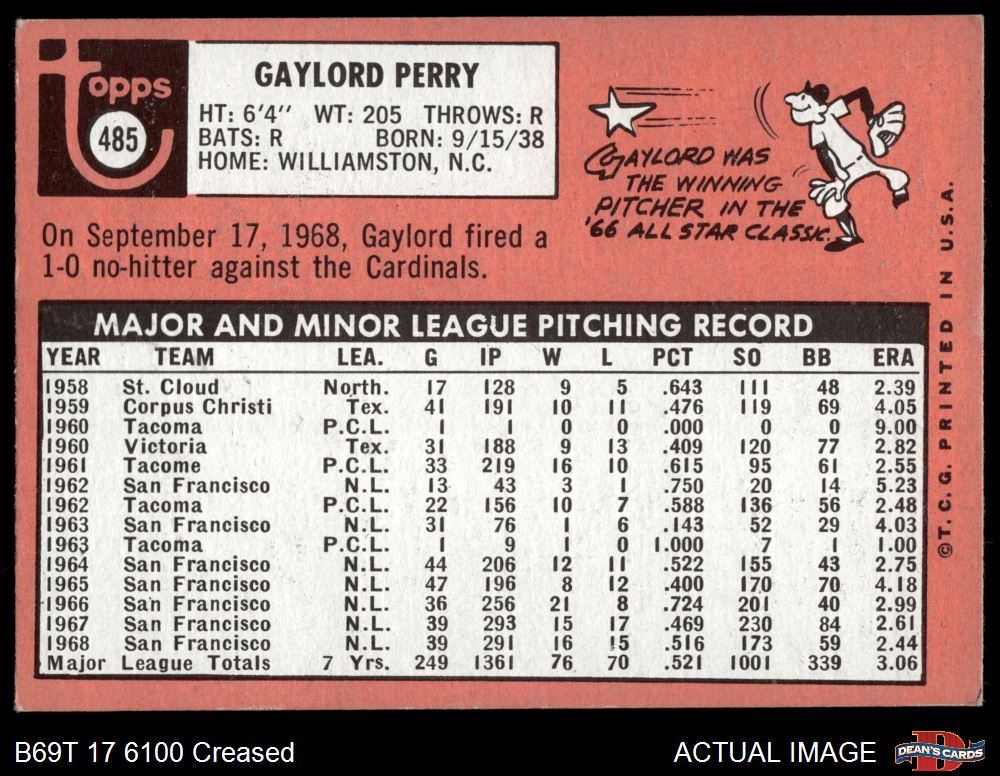 Topps
485
GAYLORD PERRY
HT: 6'4" WT: 205 THROWS: R
BATS: R BORN: 9/15/38
HOME: WILLIAMSTON, N.C.
GAYLORD WAS
THE WINNING
PITCHER IN THE
'66 ALL STAR CLASSIC.
On September 17, 1968, Gaylord fired a
1-0 no-hitter against the Cardinals.
MAJOR AND MINOR LEAGUE PITCHING RECORD
YEAR TEAM LEA. G IP W L PCT SO BB ERA
1958 St. Cloud North. 17 128 9 5 .643 111 48 2.39
1959 Corpus Christi Tex. 41 191 10 11 .476 119 69 4.05
1960 Tacoma P.C.L. 1 1 0 0 .000 0 0 9.00
1960 Victoria Tex. 31 188 9 13 .409 120 77 2.82
1961 Tacome P.C.L. 33 219 16 10 .615 95 61 2.55
1962 San Francisco N.L. 13 43 3 1 .750 20 14 5.23
1962 Tacoma P.C.L. 22 156 10 7 .588 136 56 2.48
1963 San Francisco N.L. 31 76 1 6 .143 52 29 4.03
1963 Tacoma P.C.L. 1 9 1 0 1.000 7 1 1.00
1964 San Francisco N.L. 44 206 12 11 .522 155 43 2.75
1965 San Francisco N.L. 47 196 8 12 .400 170 70 4.18
1966 San Francisco N.L. 36 256 21 8 .724 201 40 2.99
1967 San Francisco N.L. 39 293 15 17 .469 230 84 2.61
1968 San Francisco N.L. 39 291 16 15 .516 173 59 2.44
Major League Totals 7 Yrs. 249 1361 76 70 .521 1001 339 3.06
©T.C.G. PRINTED IN U.S.A.
B69T 17 6100 Creased
ACTUAL IMAGE
D
DEAN'S CARDS